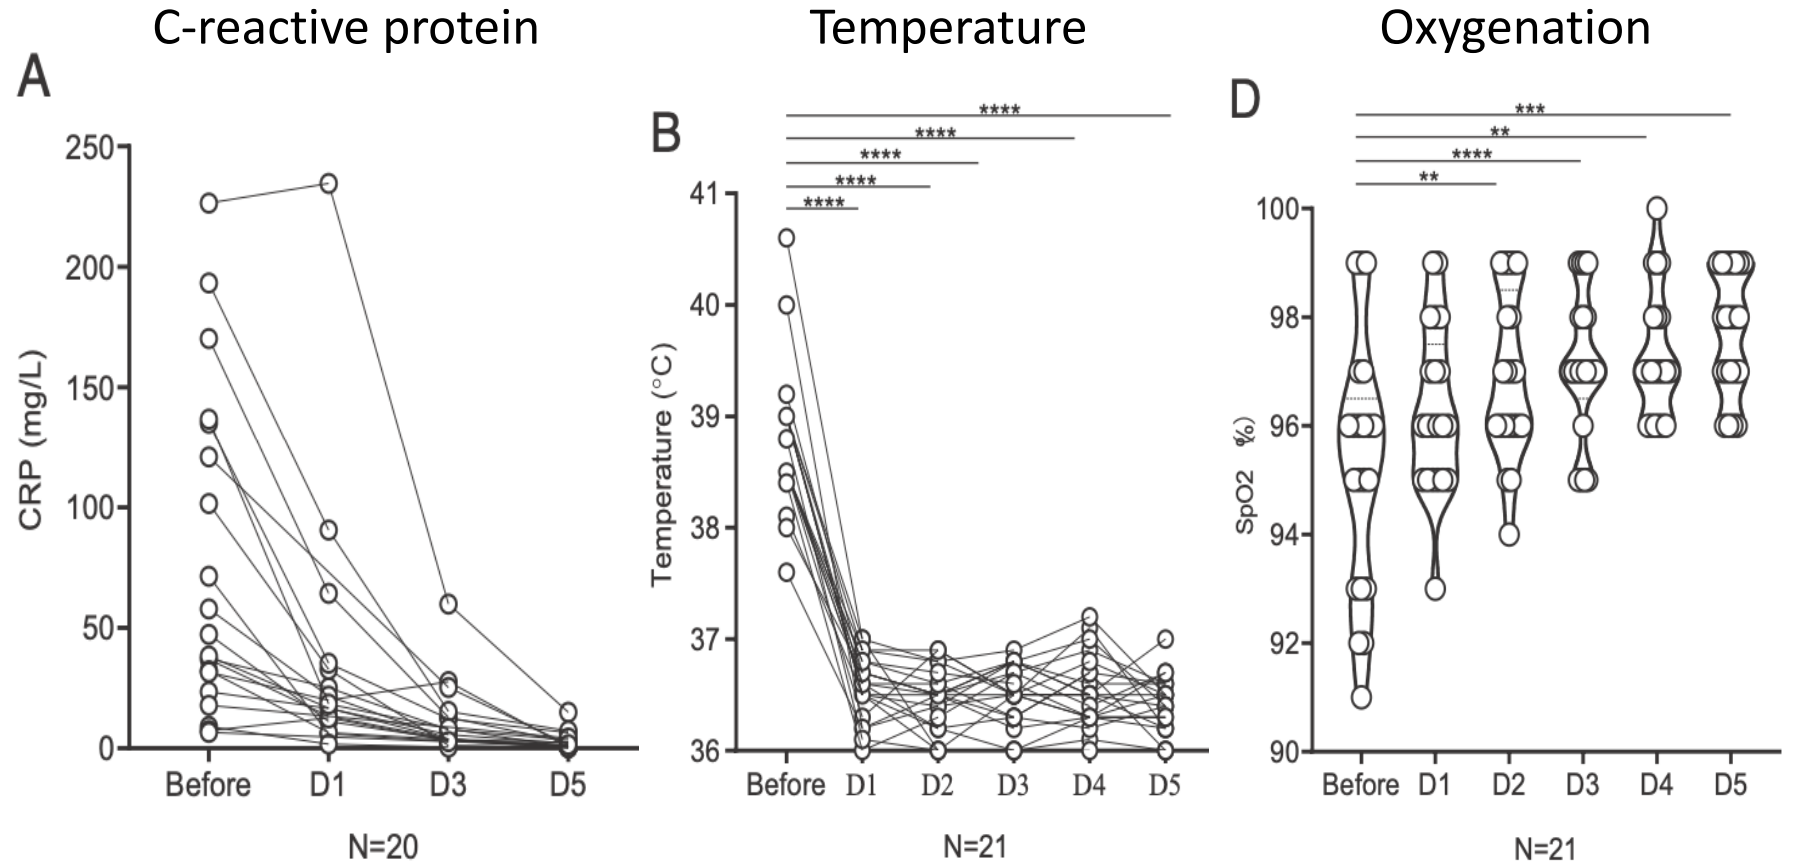 C-reactive protein
Temperature
Oxygenation
A
CRP (mg/L)
250
200
150
100
50
0
Before D1 D3 D5
N=20
B
****
****
****
****
****
Temperature (°C)
41
40
39
38
37
36
Before D1 D2 D3 D4 D5
N=21
D
***
**
****
**
SpO2 %)
100
98
96
94
92
90
Before D1 D2 D3 D4 D5
N=21